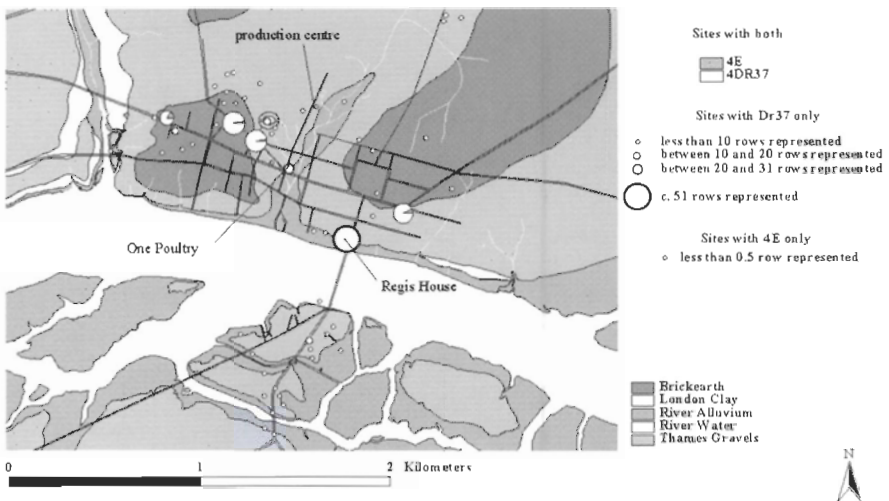 production centre
One Poultry
Regis House
Sites with both
4E
4DR37
Sites with Dr37 only
less than 10 rows represented
between 10 and 20 rows represented
between 20 and 31 rows represented
c. 51 rows represented
Sites with 4E only
less than 0.5 row represented
Brickearth
London Clay
River Alluvium
River Water
Thames Gravels
0 1 2 Kilometers
N